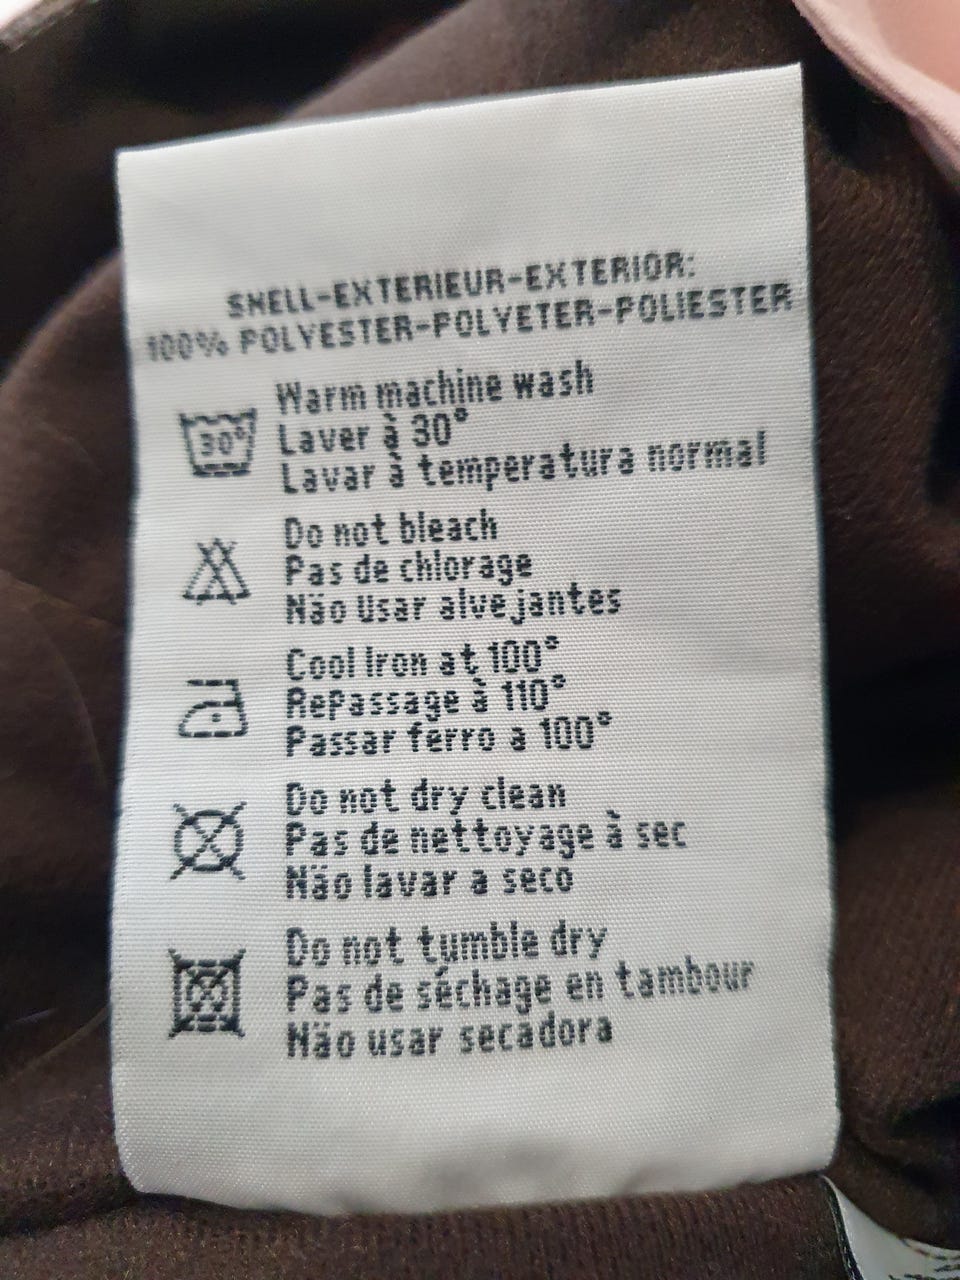 SHELL-EXTERIEUR-EXTERIOR:
100% POLYESTER-POLYETER-POLIESTER
30°
Warm machine wash
Laver à 30°
Lavar à temperatura normal
Do not bleach
Pas de chlorage
Não Usar alvejantes
Cool Iron at 100°
RePassage à 110°
Passar ferro a 100°
Do not dry clean
Pas de nettoyage à sec
Não lavar a seco
Do not tumble dry
Pas de séchage en tambour
Não usar secadora